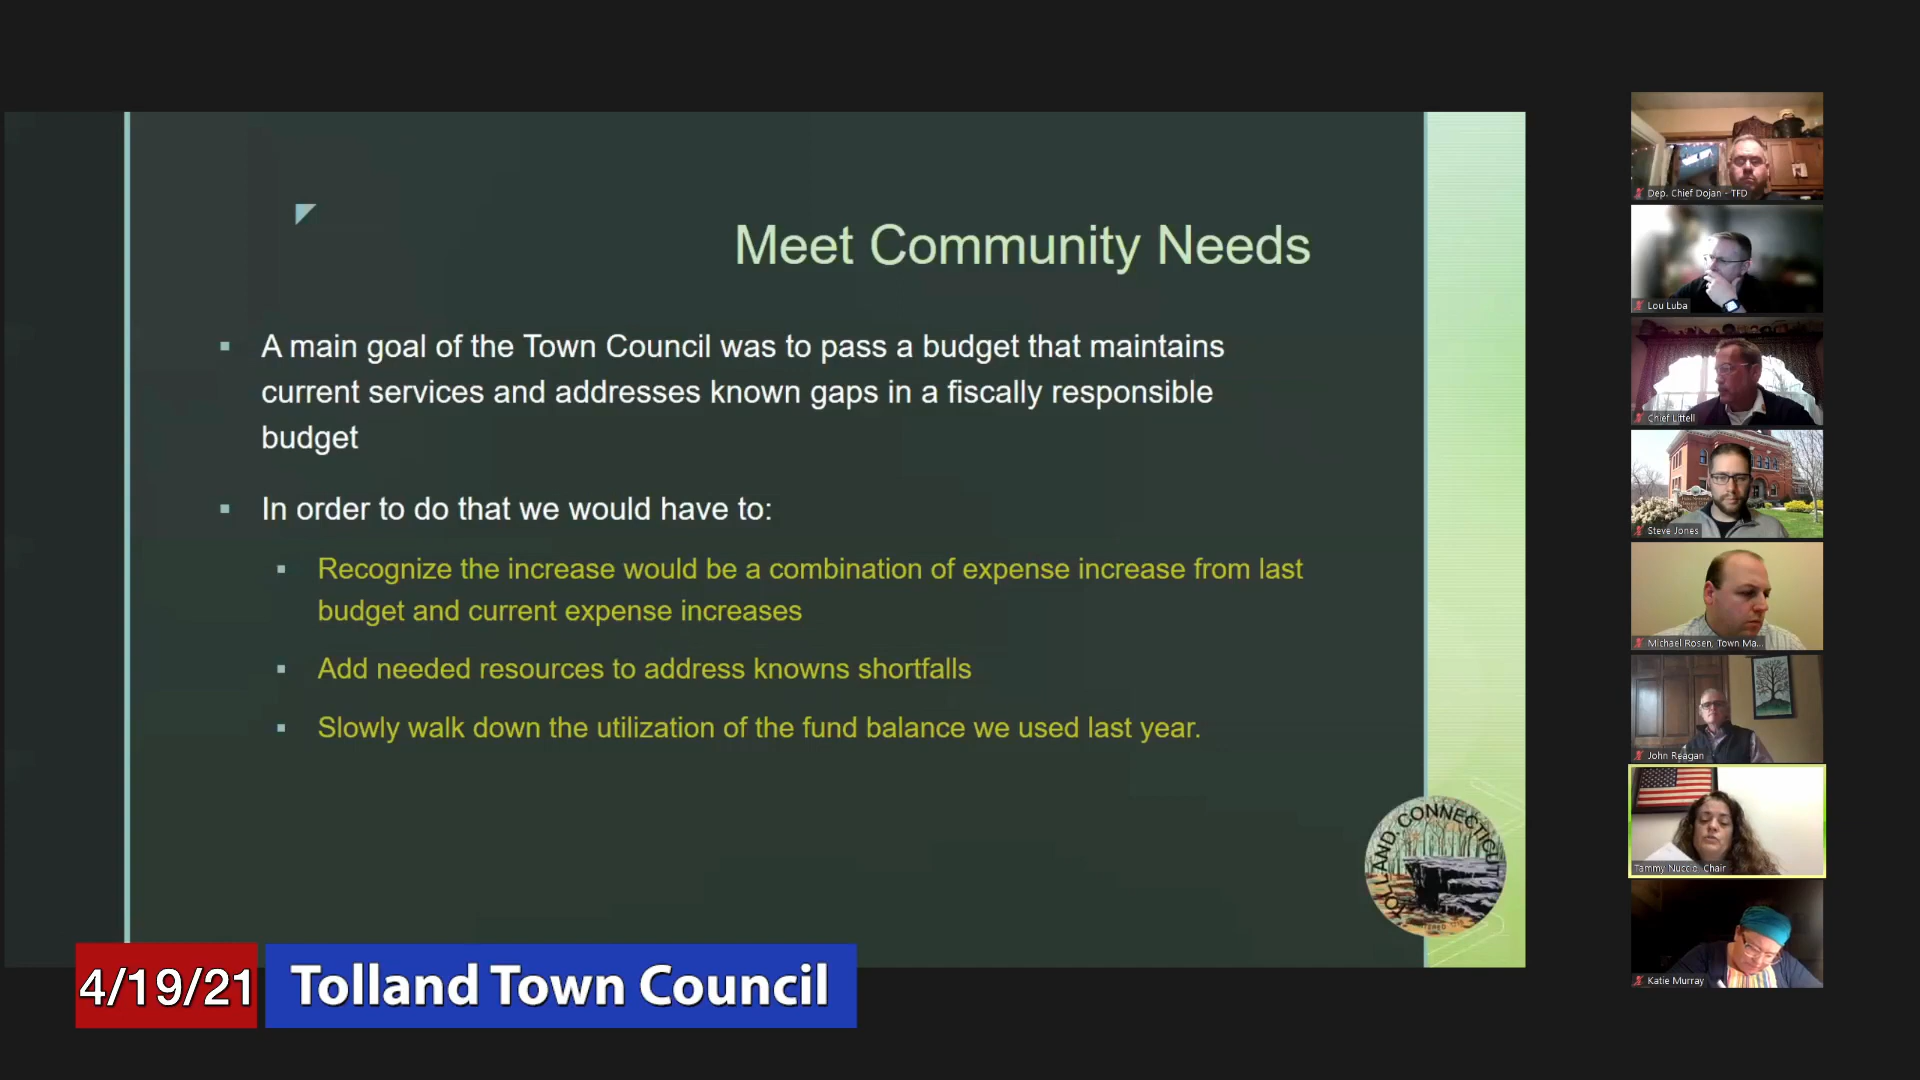 Meet Community Needs
▪ A main goal of the Town Council was to pass a budget that maintains
current services and addresses known gaps in a fiscally responsible
budget
▪ In order to do that we would have to:
▪ Recognize the increase would be a combination of expense increase from last
budget and current expense increases
▪ Add needed resources to address knowns shortfalls
▪ Slowly walk down the utilization of the fund balance we used last year.
TOLLAND, CONNECTICUT
4/19/21
Tolland Town Council
Dep. Chief Dojan - TFD
Lou Luba
Chief Littell
Steve Jones
Michael Rosen, Town Ma...
John Reagan
Tammy Nuccio- Chair
Katie Murray